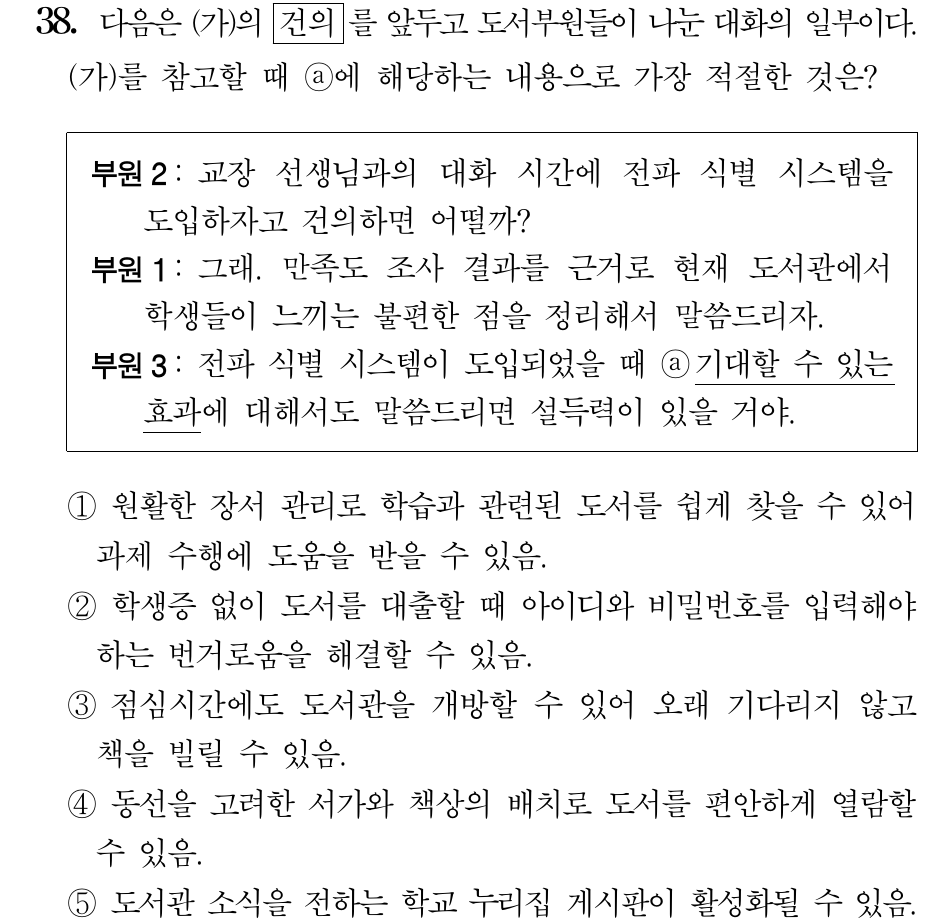 38. 다음은 (가)의 건의 를 앞두고 도서부원들이 나눈 대화의 일부이다.
(가)를 참고할 때 ⓐ에 해당하는 내용으로 가장 적절한 것은?
부원 2 : 교장 선생님과의 대화 시간에 전파 식별 시스템을
도입하자고 건의하면 어떨까?
부원 1 : 그래. 만족도 조사 결과를 근거로 현재 도서관에서
학생들이 느끼는 불편한 점을 정리해서 말씀드리자.
부원 3 : 전파 식별 시스템이 도입되었을 때 ⓐ기대할 수 있는
효과에 대해서도 말씀드리면 설득력이 있을 거야.
① 원활한 장서 관리로 학습과 관련된 도서를 쉽게 찾을 수 있어
과제 수행에 도움을 받을 수 있음.
② 학생증 없이 도서를 대출할 때 아이디와 비밀번호를 입력해야
하는 번거로움을 해결할 수 있음.
③ 점심시간에도 도서관을 개방할 수 있어 오래 기다리지 않고
책을 빌릴 수 있음.
④ 동선을 고려한 서가와 책상의 배치로 도서를 편안하게 열람할
수 있음.
⑤ 도서관 소식을 전하는 학교 누리집 게시판이 활성화될 수 있음.